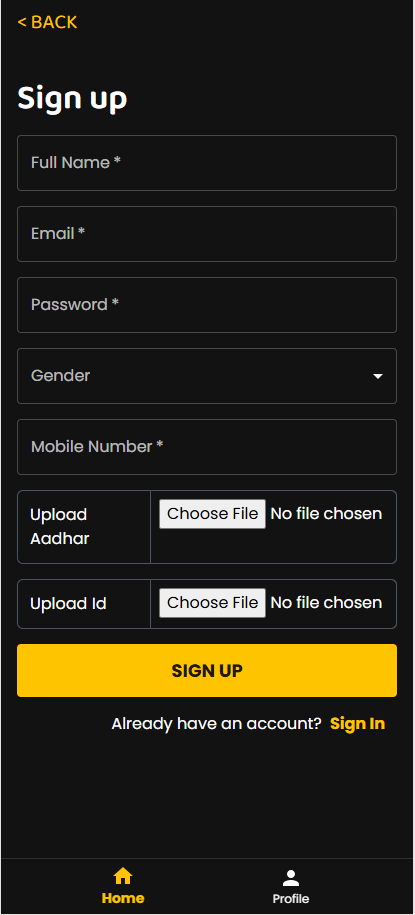 < BACK
Sign up
Full Name *
Email *
Password *
Gender
Mobile Number *
Upload
Aadhar
Choose File No file chosen
Upload Id
Choose File No file chosen
SIGN UP
Already have an account? Sign In
Home
Profile